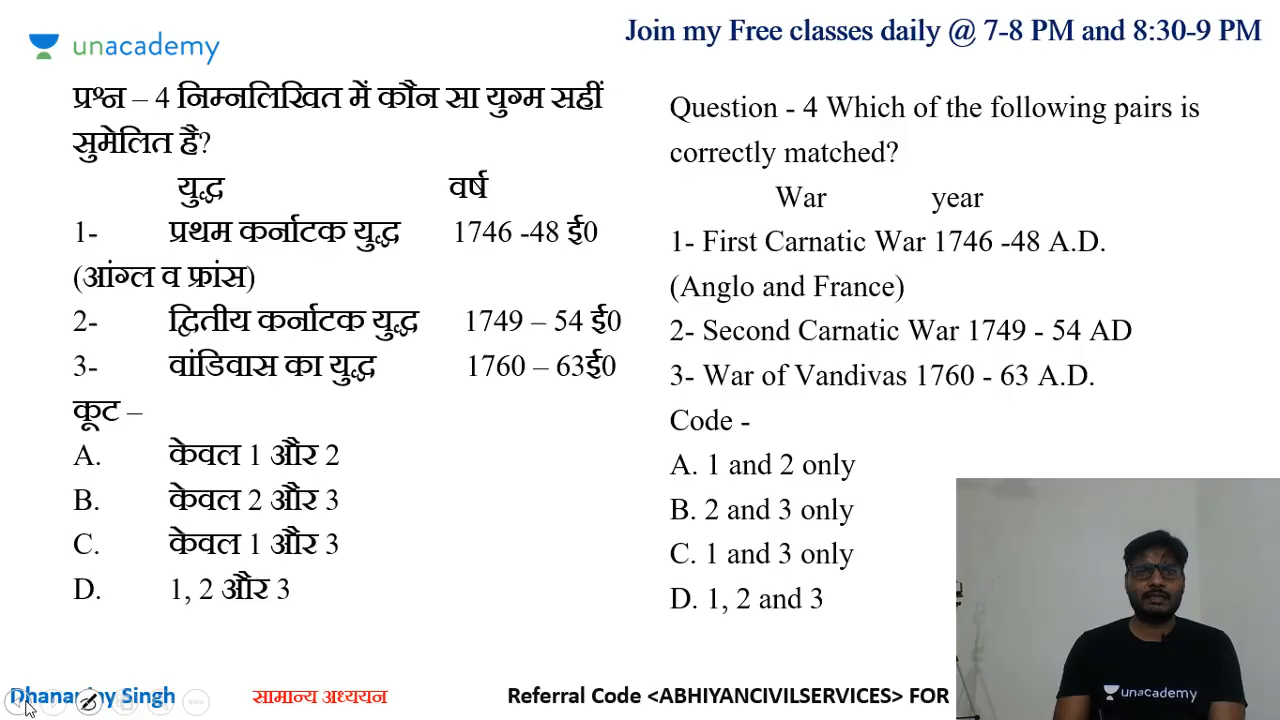 unacademy
Join my Free classes daily @ 7-8 PM and 8:30-9 PM
प्रश्न – 4 निम्नलिखित में कौन सा युग्म सहीं
सुमेलित है?
युद्ध वर्ष
1- प्रथम कर्नाटक युद्ध 1746 -48 ई0
(आंग्ल व फ्रांस)
2- द्वितीय कर्नाटक युद्ध 1749 – 54 ई0
3- वांडिवास का युद्ध 1760 – 63ई0
कूट –
A. केवल 1 और 2
B. केवल 2 और 3
C. केवल 1 और 3
D. 1, 2 और 3
Question - 4 Which of the following pairs is
correctly matched?
War year
1- First Carnatic War 1746 -48 A.D.
(Anglo and France)
2- Second Carnatic War 1749 - 54 AD
3- War of Vandivas 1760 - 63 A.D.
Code -
A. 1 and 2 only
B. 2 and 3 only
C. 1 and 3 only
D. 1, 2 and 3
unacademy
Singh सामान्य अध्ययन Referral Code <ABHIYANCIVILSERVICES> FOR